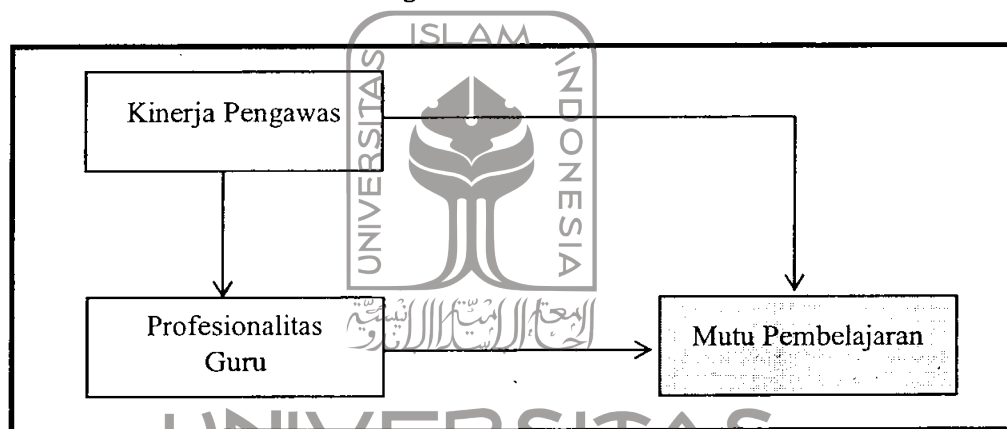 ISLAM
UNIVERSITAS
INDONESIA
Kinerja Pengawas
Profesionalitas
Guru
Mutu Pembelajaran
UNIVERSITAS